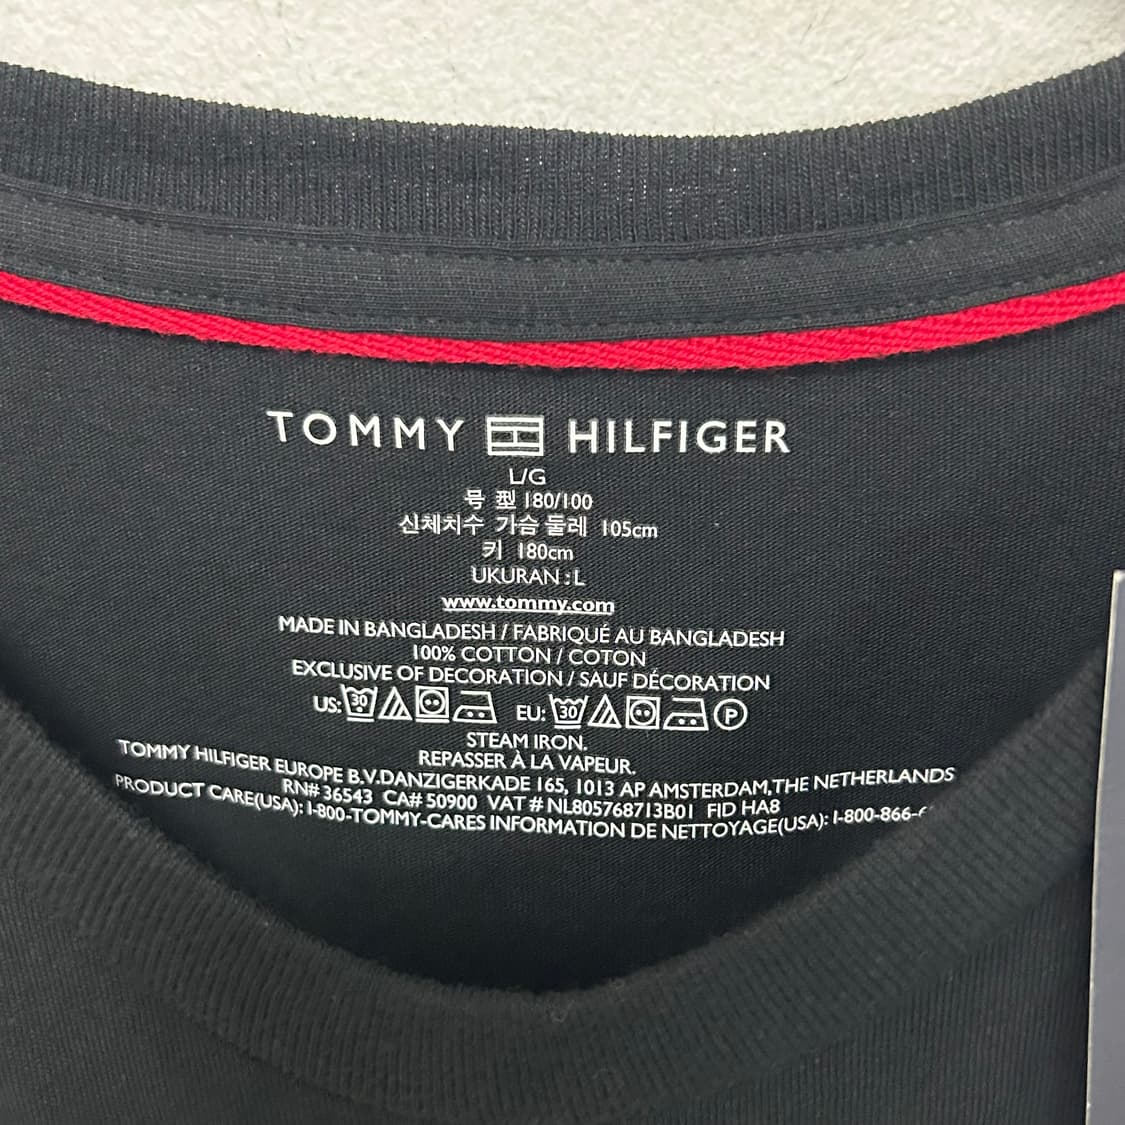 TOMMY HILFIGER
L/G
号 型 180/100
신체치수 가슴둘레 105cm
키 180cm
UKURAN : L
www.tommy.com
MADE IN BANGLADESH / FABRIQUÉ AU BANGLADESH
100% COTTON / COTON
EXCLUSIVE OF DECORATION / SAUF DÉCORATION
US: 30 EU: 30 P
STEAM IRON.
REPASSER À LA VAPEUR.
TOMMY HILFIGER EUROPE B.V.DANZIGERKADE 165, 1013 AP AMSTERDAM,THE NETHERLANDS
RN# 36543 CA# 50900 VAT # NL805768713B01 FID HA8
PRODUCT CARE(USA): 1-800-TOMMY-CARES INFORMATION DE NETTOYAGE(USA): 1-800-866-